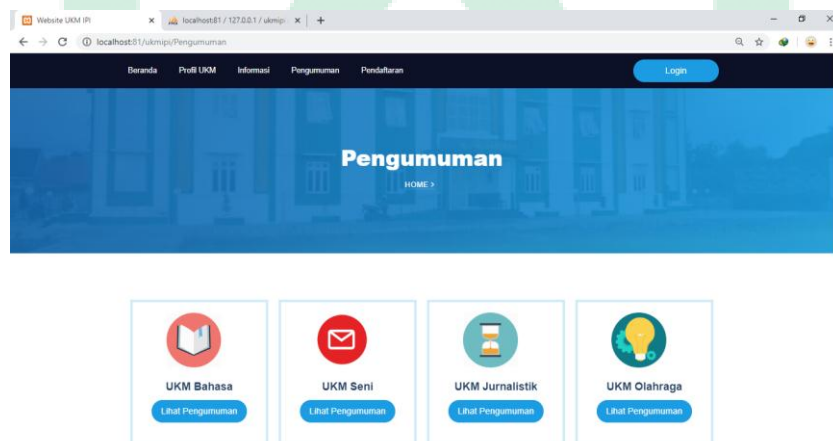 Website UKM IPI
localhost:81 / 127.0.0.1 / ukmipi
localhost:81/ukmipi/Pengumuman
Beranda Profil UKM Informasi Pengumuman Pendaftaran Login
Pengumuman
HOME >
UKM Bahasa UKM Seni UKM Jurnalistik UKM Olahraga
Lihat Pengumuman Lihat Pengumuman Lihat Pengumuman Lihat Pengumuman